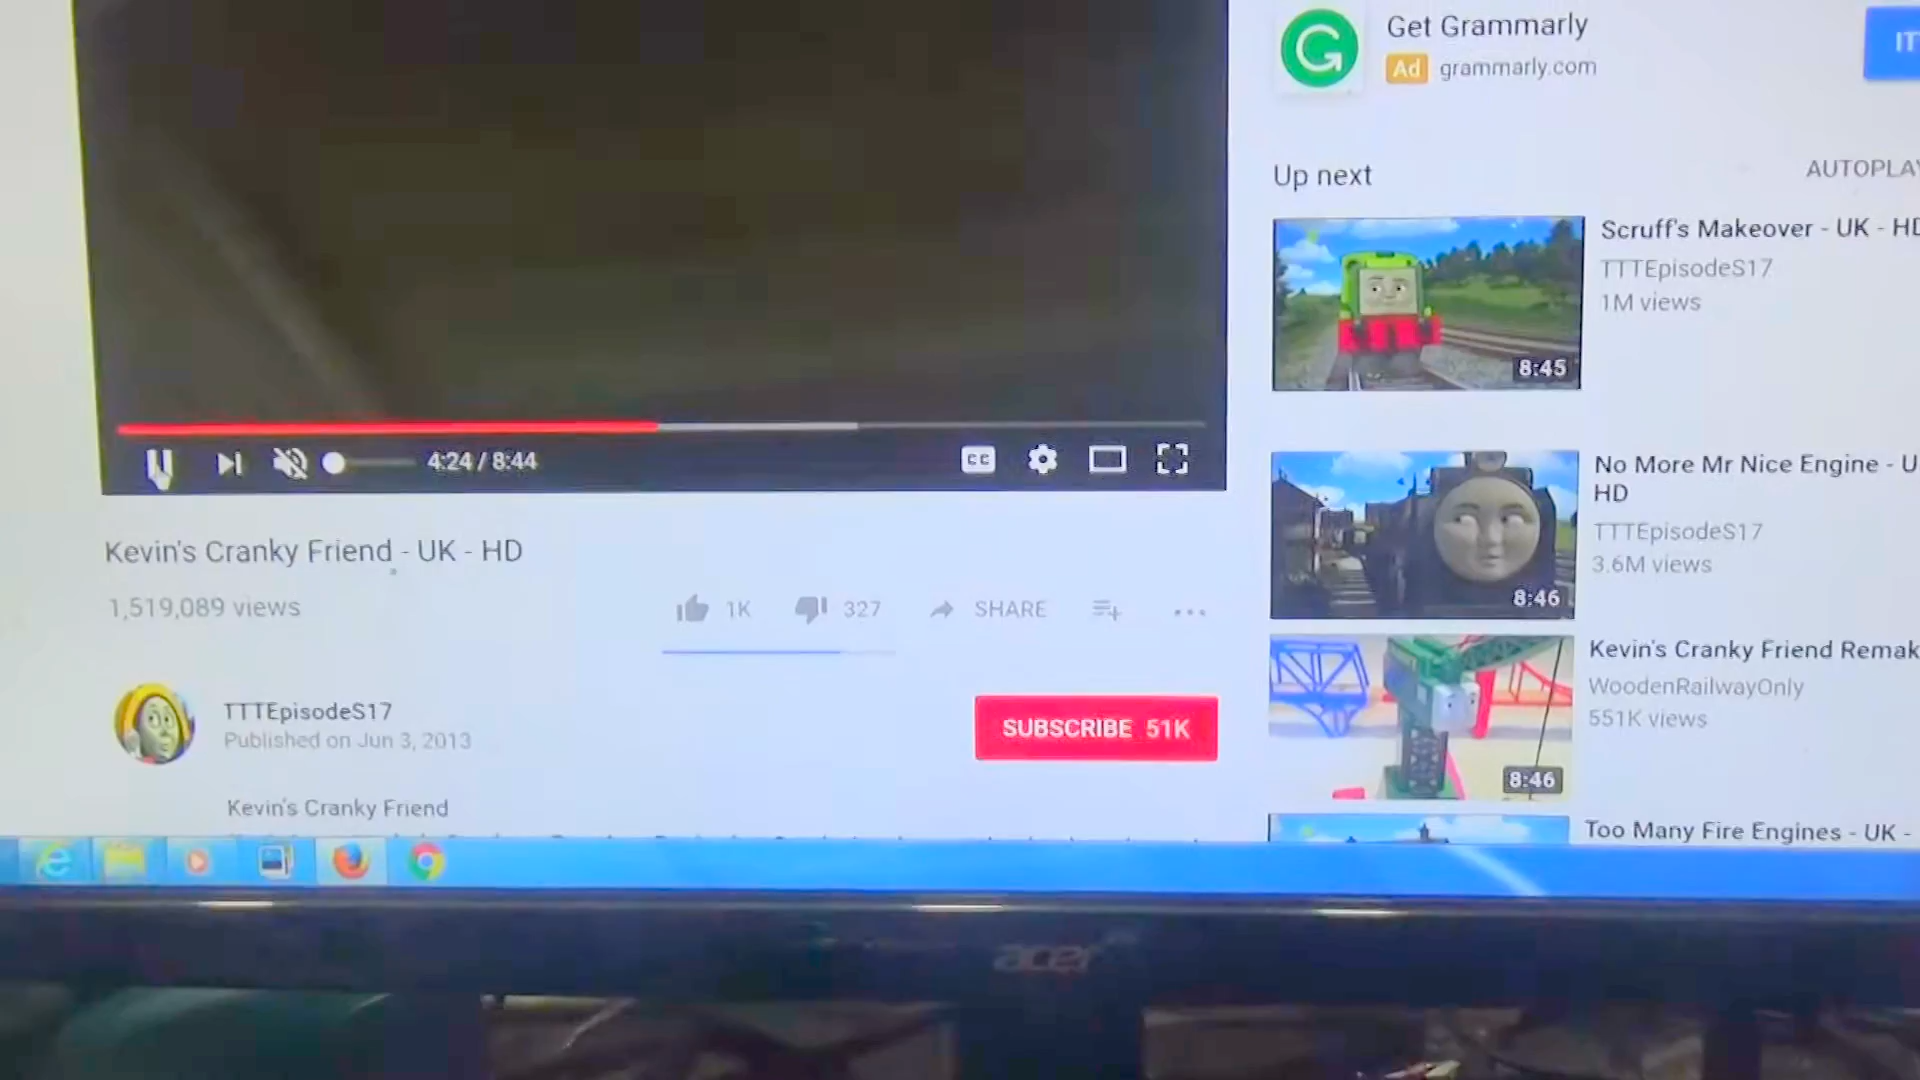 Get Grammarly
Ad grammarly.com
IT
Up next
AUTOPLAY
Scruff's Makeover - UK - HD
TTTEpisodeS17
1M views
8:45
No More Mr Nice Engine - U
HD
TTTEpisodeS17
3.6M views
8:46
Kevin's Cranky Friend Remak
WoodenRailwayOnly
551K views
8:46
Too Many Fire Engines - UK -
4:24 / 8:44
CC
Kevin's Cranky Friend - UK - HD
1,519,089 views
1K
327
SHARE
TTTEpisodeS17
Published on Jun 3, 2013
SUBSCRIBE 51K
Kevin's Cranky Friend
acer